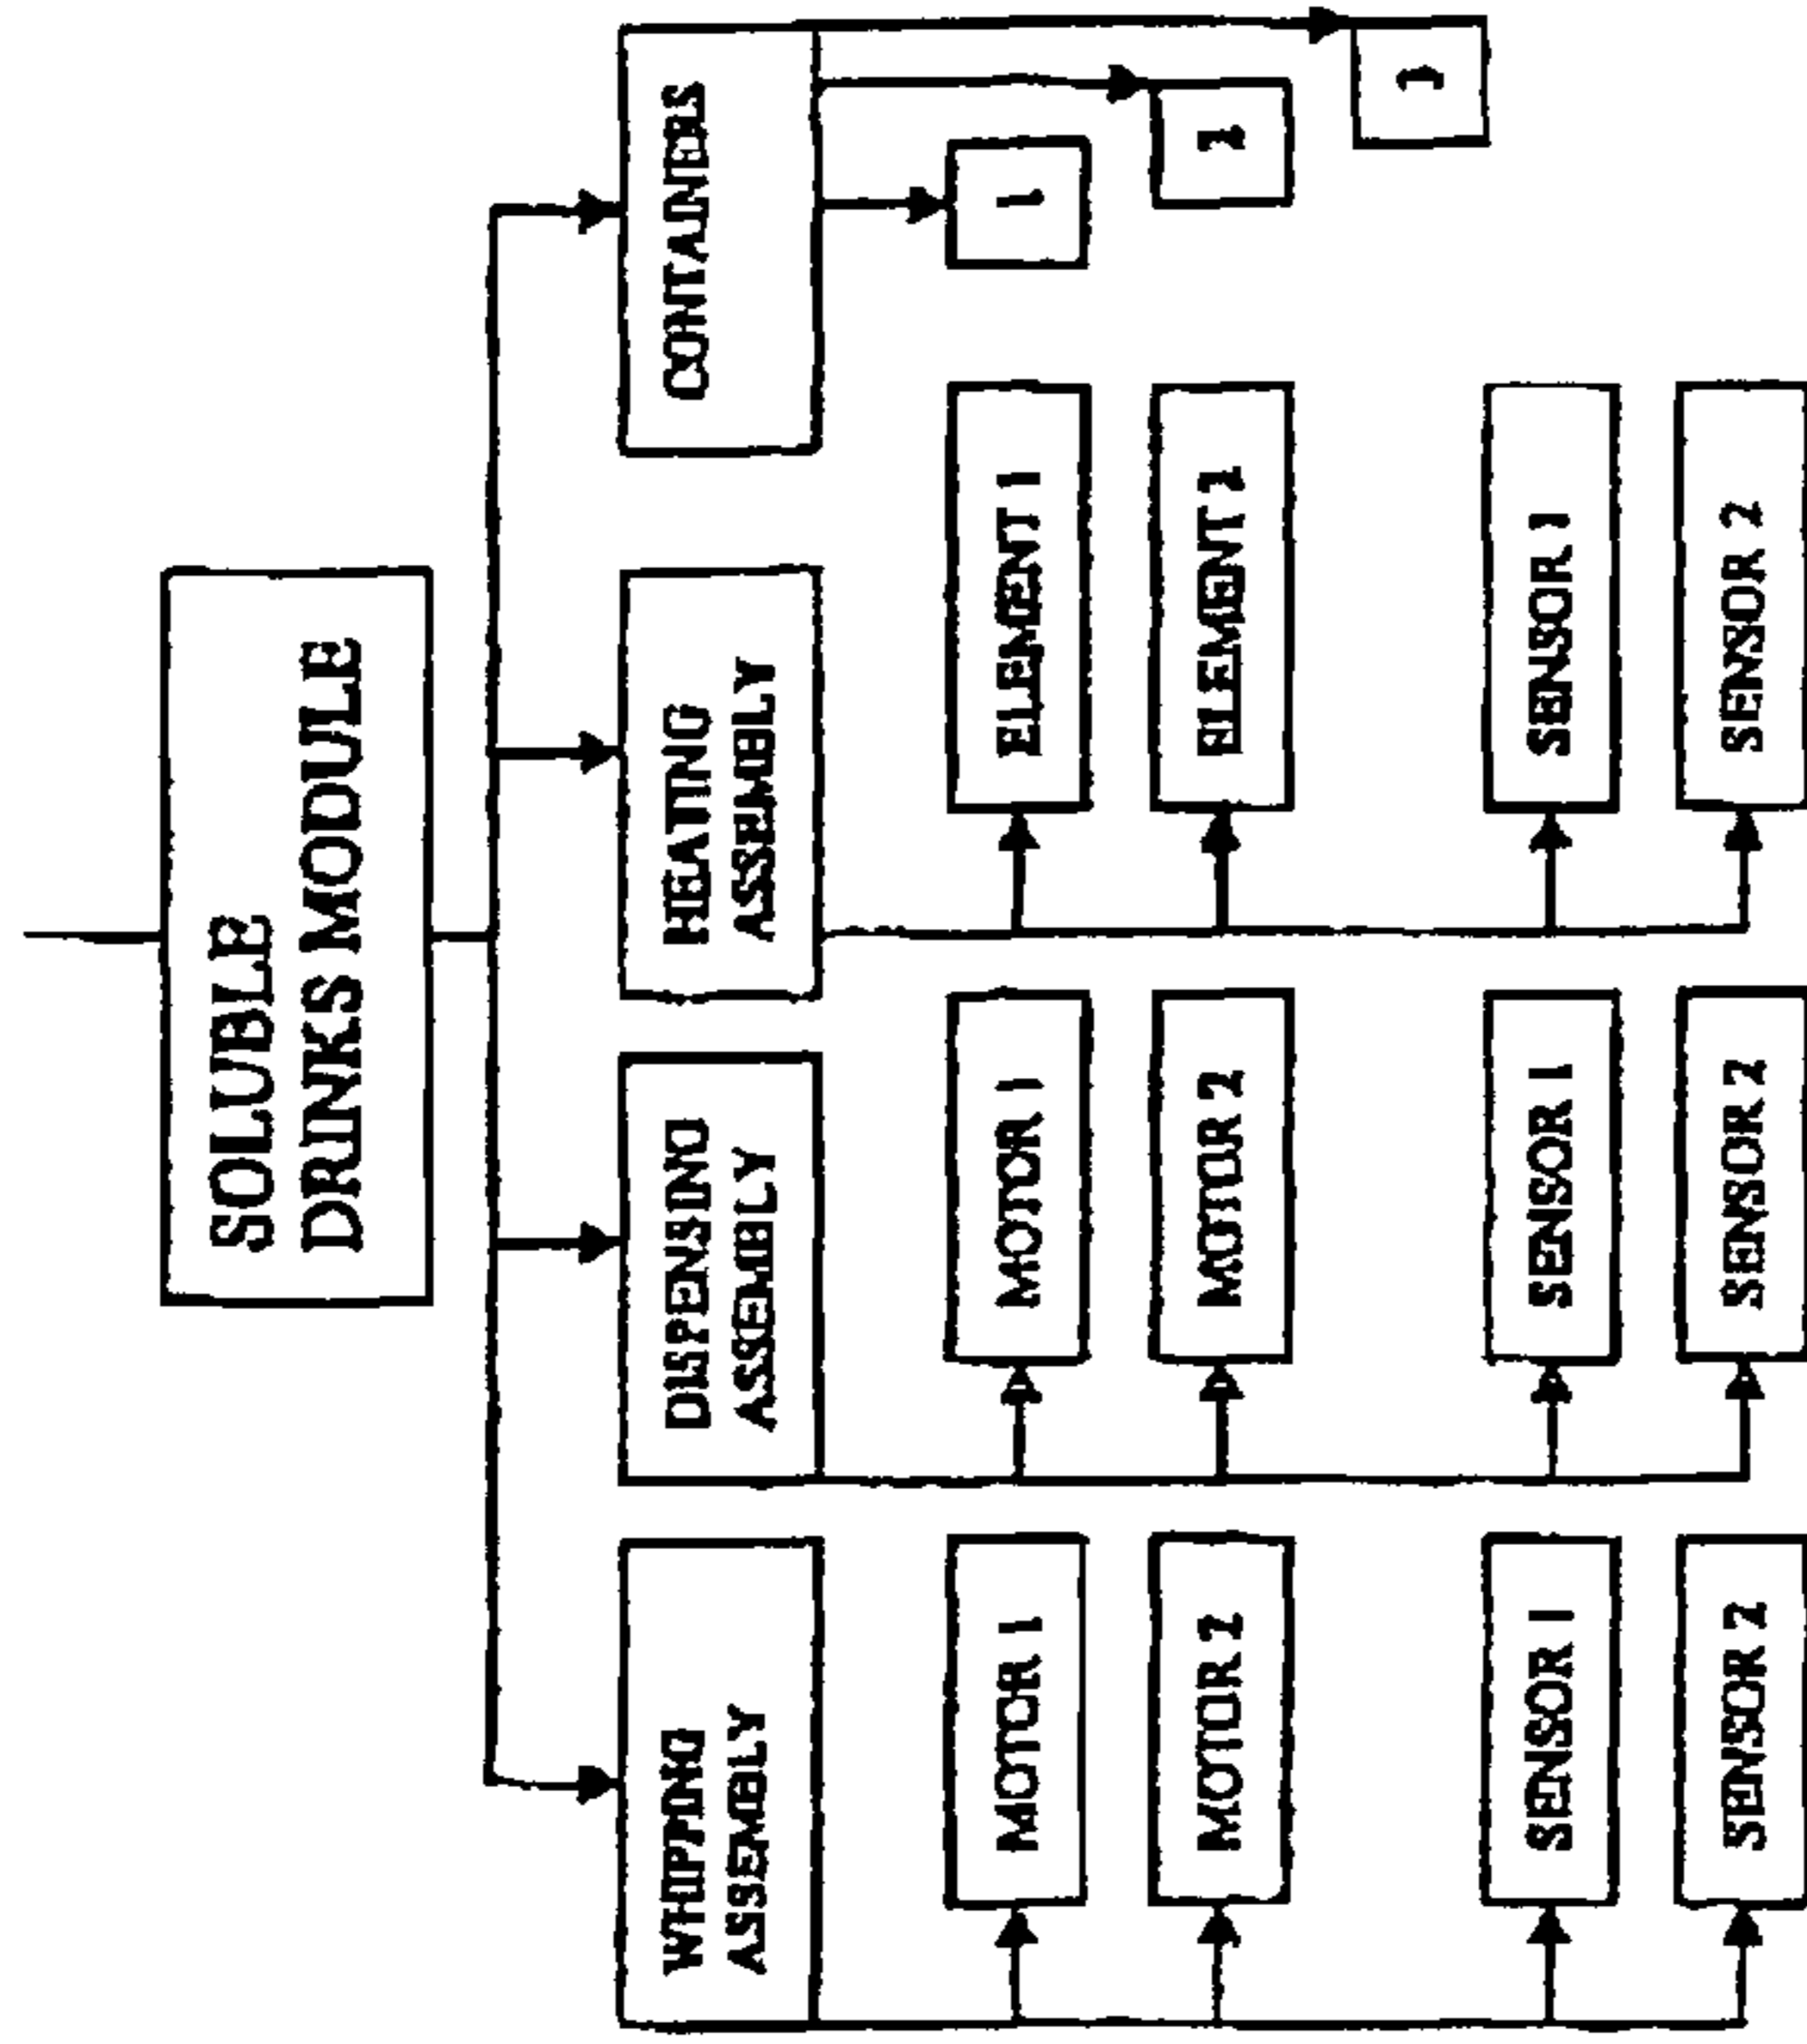 SOLUBLE
DRINKS MODULE
WHIPPING
ASSEMBLY
DISPENSING
ASSEMBLY
HEATING
ASSEMBLY
CONTAINERS
MOTOR 1
MOTOR 2
SENSOR 1
SENSOR 2
MOTOR 1
MOTOR 2
SENSOR 1
SENSOR 2
ELEMENT 1
ELEMENT 2
SENSOR 1
SENSOR 2
1
2
3